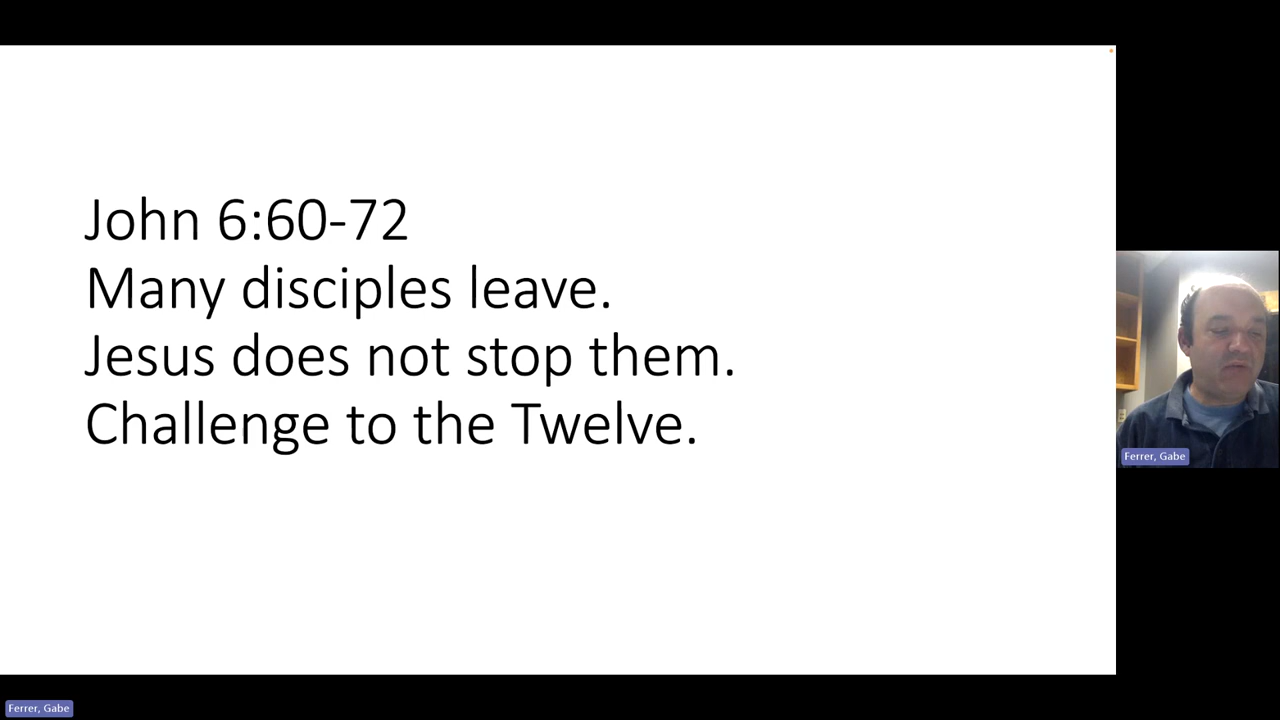 John 6:60-72
Many disciples leave.
Jesus does not stop them.
Challenge to the Twelve.
Ferrer, Gabe
Ferrer, Gabe